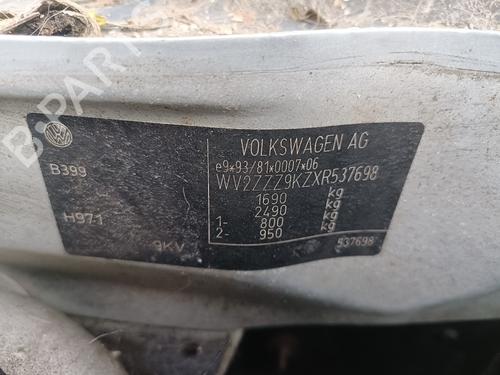 VOLKSWAGEN AG
e9*93/81*0007*06
WV2ZZZ9KZXR537698
1690 kg
2490 kg
1- 800 kg
2- 950 kg
B399
H971
9KV
537698
B-PARTS